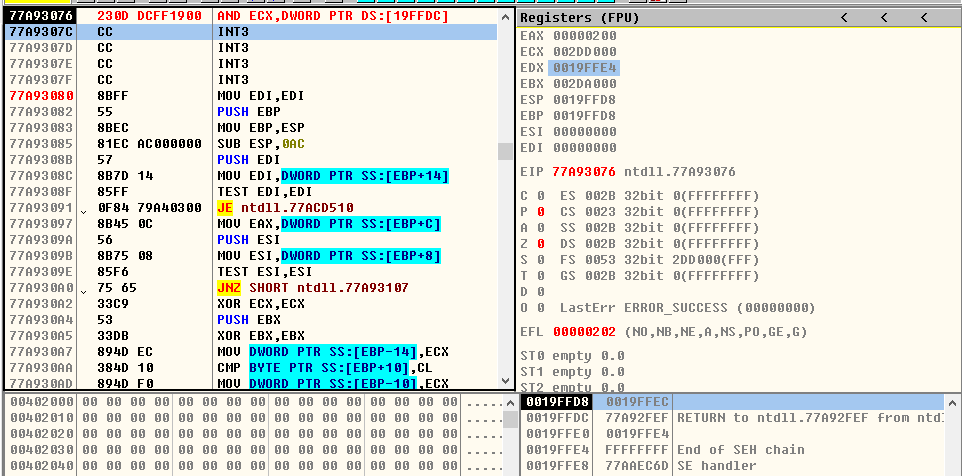 77A93076 230D DCFF1900 AND ECX,DWORD PTR DS:[19FFDC]
77A9307C CC INT3
77A9307D CC INT3
77A9307E CC INT3
77A9307F CC INT3
77A93080 8BFF MOV EDI,EDI
77A93082 55 PUSH EBP
77A93083 8BEC MOV EBP,ESP
77A93085 81EC AC000000 SUB ESP,0AC
77A9308B 57 PUSH EDI
77A9308C 8B7D 14 MOV EDI,DWORD PTR SS:[EBP+14]
77A9308F 85FF TEST EDI,EDI
77A93091 0F84 79A40300 JE ntdll.77ACD510
77A93097 8B45 0C MOV EAX,DWORD PTR SS:[EBP+C]
77A9309A 56 PUSH ESI
77A9309B 8B75 08 MOV ESI,DWORD PTR SS:[EBP+8]
77A9309E 85F6 TEST ESI,ESI
77A930A0 75 65 JNZ SHORT ntdll.77A93107
77A930A2 33C9 XOR ECX,ECX
77A930A4 53 PUSH EBX
77A930A5 33DB XOR EBX,EBX
77A930A7 894D EC MOV DWORD PTR SS:[EBP-14],ECX
77A930AA 384D 10 CMP BYTE PTR SS:[EBP+10],CL
77A930AD 894D F0 MOV DWORD PTR SS:[EBP-10],ECX
Registers (FPU) < < <
EAX 00000200
ECX 002DD000
EDX 0019FFE4
EBX 002DA000
ESP 0019FFD8
EBP 0019FFD8
ESI 00000000
EDI 00000000
EIP 77A93076 ntdll.77A93076
C 0 ES 002B 32bit 0(FFFFFFFF)
P 0 CS 0023 32bit 0(FFFFFFFF)
A 0 SS 002B 32bit 0(FFFFFFFF)
Z 0 DS 002B 32bit 0(FFFFFFFF)
S 0 FS 0053 32bit 2DD000(FFF)
T 0 GS 002B 32bit 0(FFFFFFFF)
D 0
O 0 LastErr ERROR_SUCCESS (00000000)
EFL 00000202 (NO,NB,NE,A,NS,PO,GE,G)
ST0 empty 0.0
ST1 empty 0.0
ST2 empty 0.0
00402000 00 00 00 00 00 00 00 00 00 00 00 00 00 00 00 00 .....
00402010 00 00 00 00 00 00 00 00 00 00 00 00 00 00 00 00 .....
00402020 00 00 00 00 00 00 00 00 00 00 00 00 00 00 00 00 .....
00402030 00 00 00 00 00 00 00 00 00 00 00 00 00 00 00 00 .....
00402040 00 00 00 00 00 00 00 00 00 00 00 00 00 00 00 00 .....
0019FFD8 0019FFEC
0019FFDC 77A92FEF RETURN to ntdll.77A92FEF from ntd
0019FFE0 0019FFE4
0019FFE4 FFFFFFFF End of SEH chain
0019FFE8 77AAEC6D SE handler